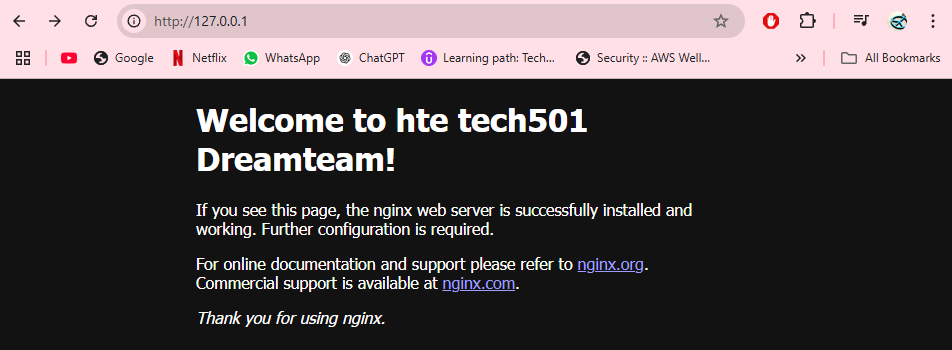 http://127.0.0.1
Google Netflix WhatsApp ChatGPT Learning path: Tech... Security :: AWS Well... » All Bookmarks
Welcome to hte tech501
Dreamteam!
If you see this page, the nginx web server is successfully installed and
working. Further configuration is required.
For online documentation and support please refer to nginx.org.
Commercial support is available at nginx.com.
Thank you for using nginx.